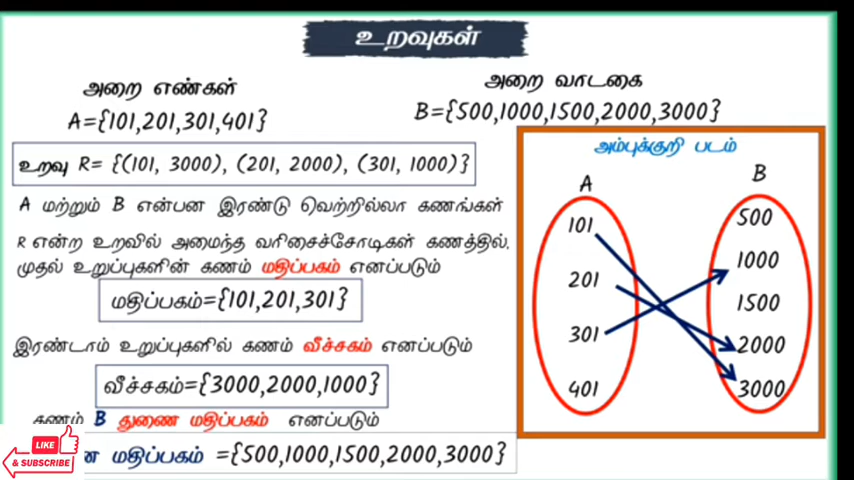 உறவுகள்
அறை எண்கள்
A={101,201,301,401}
அறை வாடகை
B={500,1000,1500,2000,3000}
உறவு R= {(101, 3000), (201, 2000), (301, 1000)}
A மற்றும் B என்பன இரண்டு வெற்றில்லா கணங்கள்
R என்ற உறவில் அமைந்த வரிசைச்சோடிகள் கணத்தில்,
முதல் உறுப்புகளின் கணம் மதிப்பகம் எனப்படும்
மதிப்பகம்={101,201,301}
இரண்டாம் உறுப்புகளில் கணம் வீச்சகம் எனப்படும்
வீச்சகம்={3000,2000,1000}
கணம் B துணை மதிப்பகம் எனப்படும்
மதிப்பகம் ={500,1000,1500,2000,3000}
அம்புக்குறி படம்
A
B
101
201
301
401
500
1000
1500
2000
3000
LIKE
& SUBSCRIBE